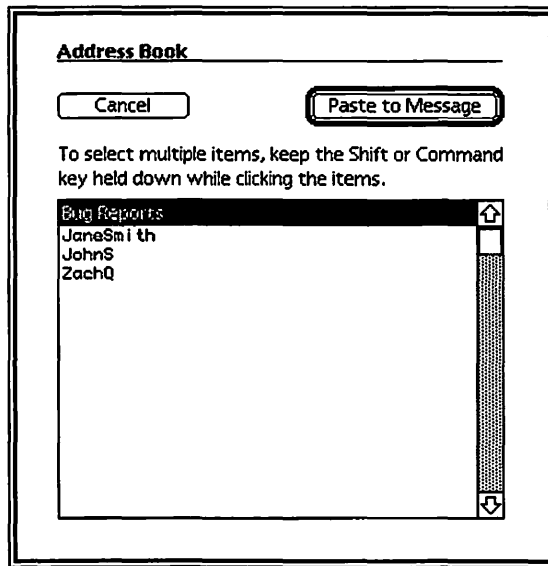 Address Book
Cancel
Paste to Message
To select multiple items, keep the Shift or Command
key held down while clicking the items.
Bug Reports
JaneSmith
JohnS
ZachQ